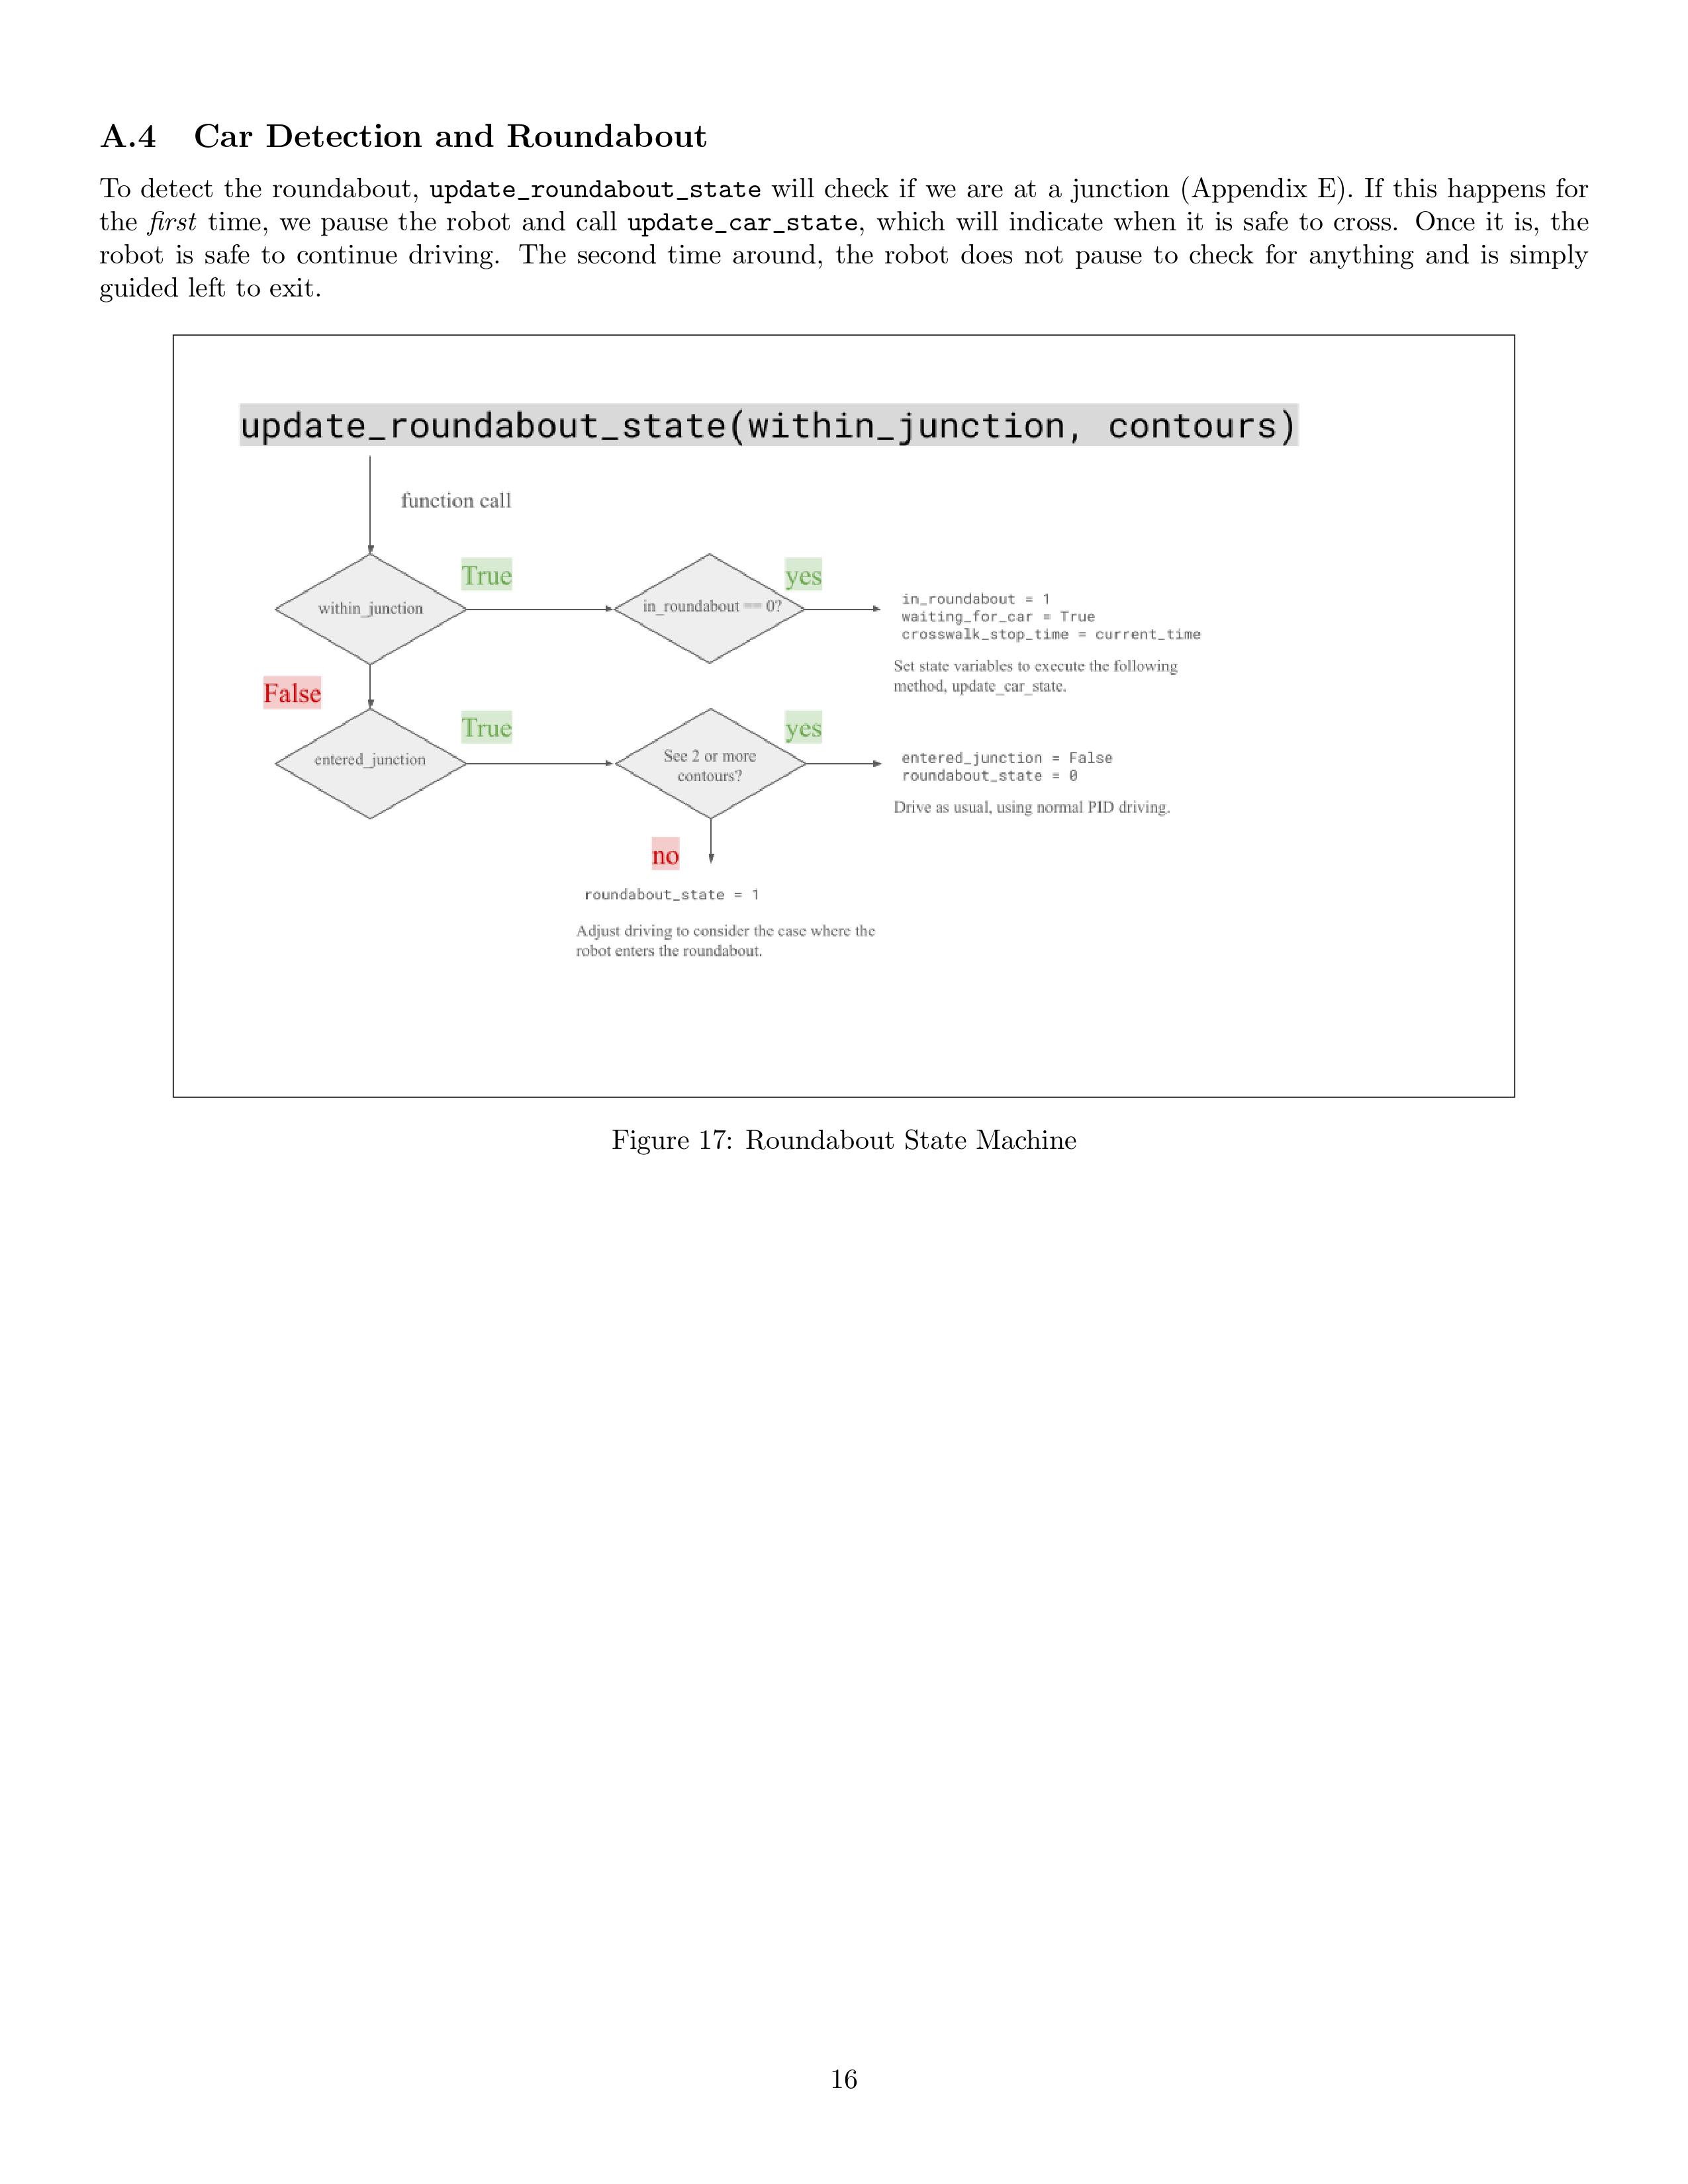 A.4 Car Detection and Roundabout
To detect the roundabout, update_roundabout_state will check if we are at a junction (Appendix E). If this happens for
the first time, we pause the robot and call update_car_state, which will indicate when it is safe to cross. Once it is, the
robot is safe to continue driving. The second time around, the robot does not pause to check for anything and is simply
guided left to exit.
update_roundabout_state(within_junction, contours)
function call
True
yes
within_junction
in_roundabout == 0?
in_roundabout = 1
waiting_for_car = True
crosswalk_stop_time = current_time
Set state variables to execute the following
method, update_car_state.
False
True
yes
entered_junction
See 2 or more
contours?
entered_junction = False
roundabout_state = 0
Drive as usual, using normal PID driving.
no
roundabout_state = 1
Adjust driving to consider the case where the
robot enters the roundabout.
Figure 17: Roundabout State Machine
16